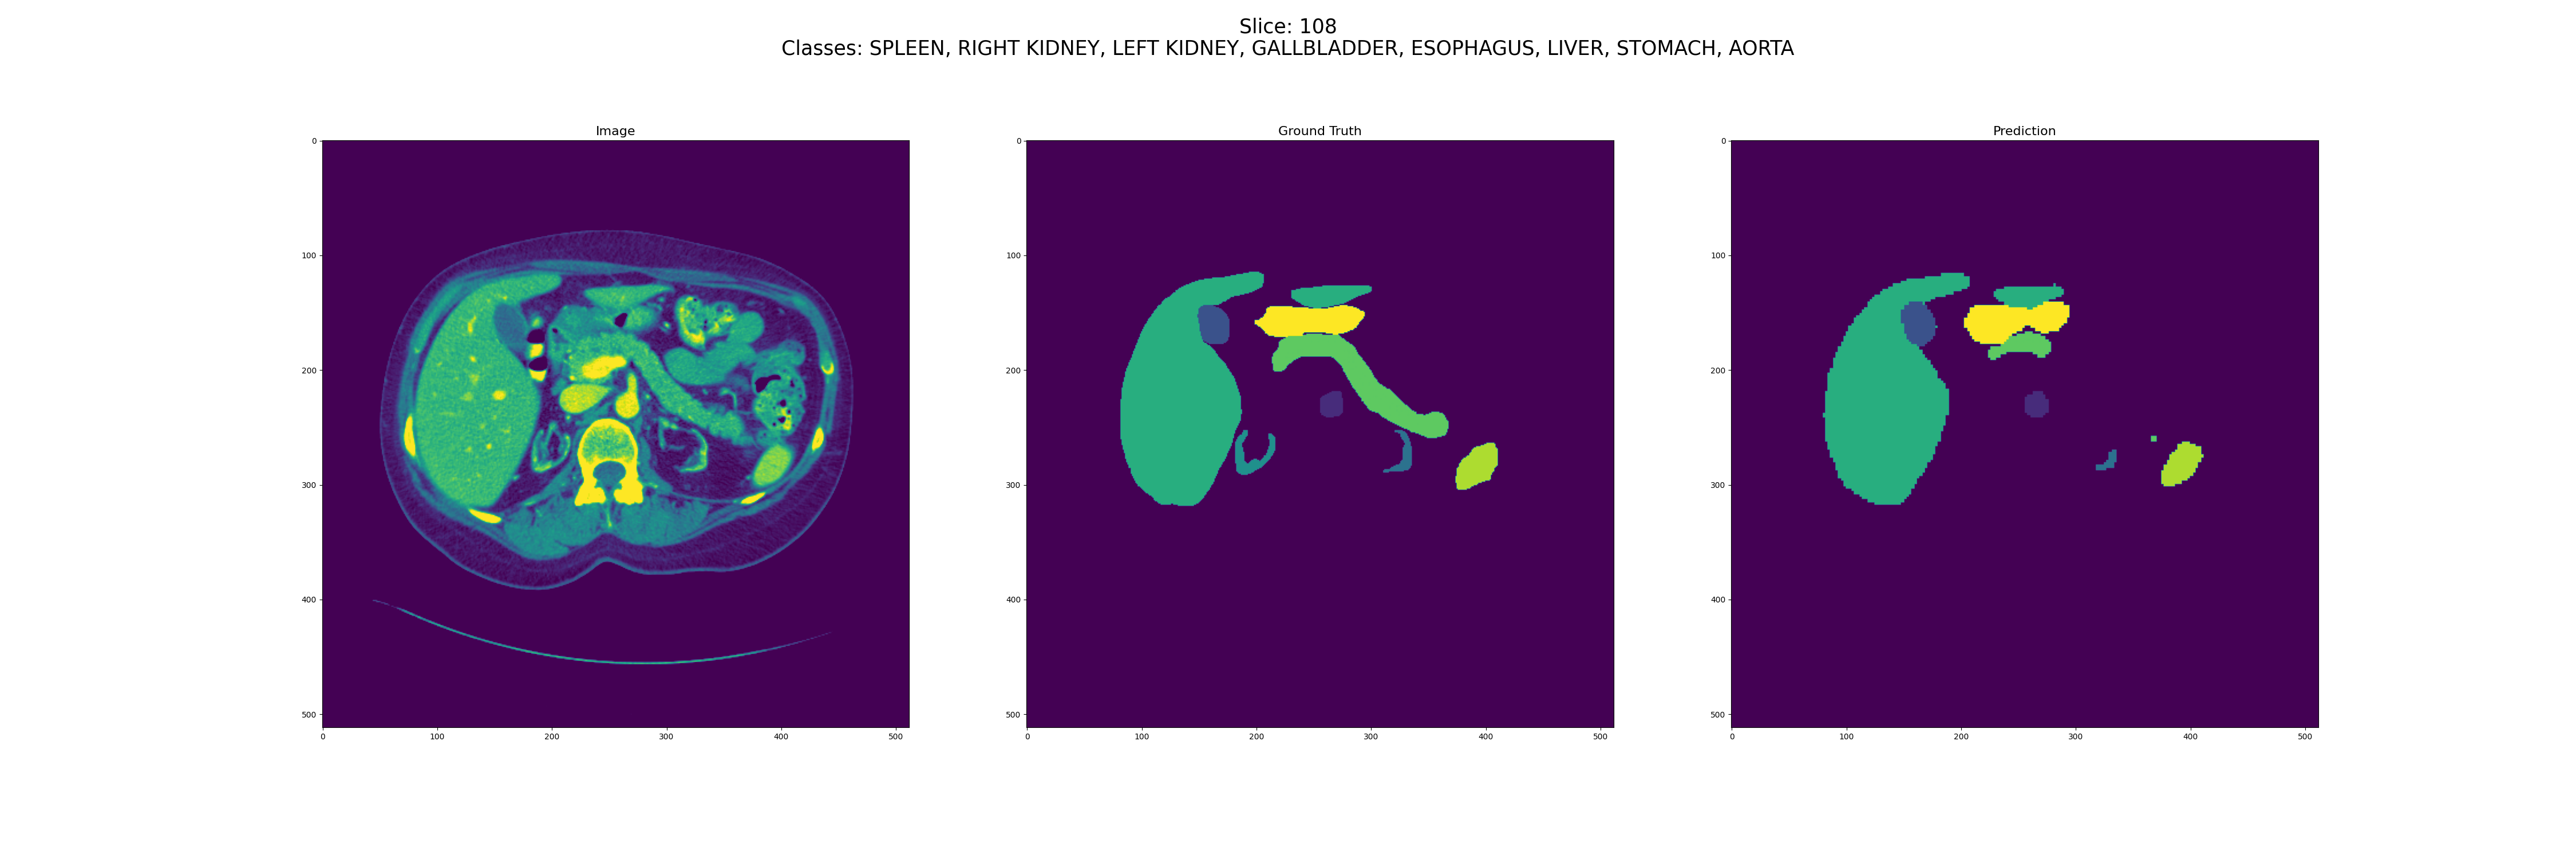 Slice: 108
Classes: SPLEEN, RIGHT KIDNEY, LEFT KIDNEY, GALLBLADDER, ESOPHAGUS, LIVER, STOMACH, AORTA
Image
0
100
200
300
400
500
0 100 200 300 400 500
Ground Truth
0
100
200
300
400
500
0 100 200 300 400 500
Prediction
0
100
200
300
400
500
0 100 200 300 400 500